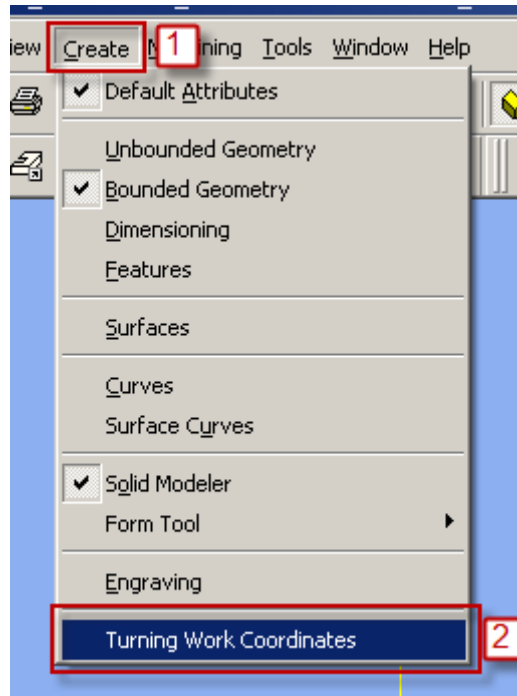 iew Create 1 ining Tools Window Help
Default Attributes
Unbounded Geometry
Bounded Geometry
Dimensioning
Features
Surfaces
Curves
Surface Curves
Solid Modeler
Form Tool
Engraving
Turning Work Coordinates 2